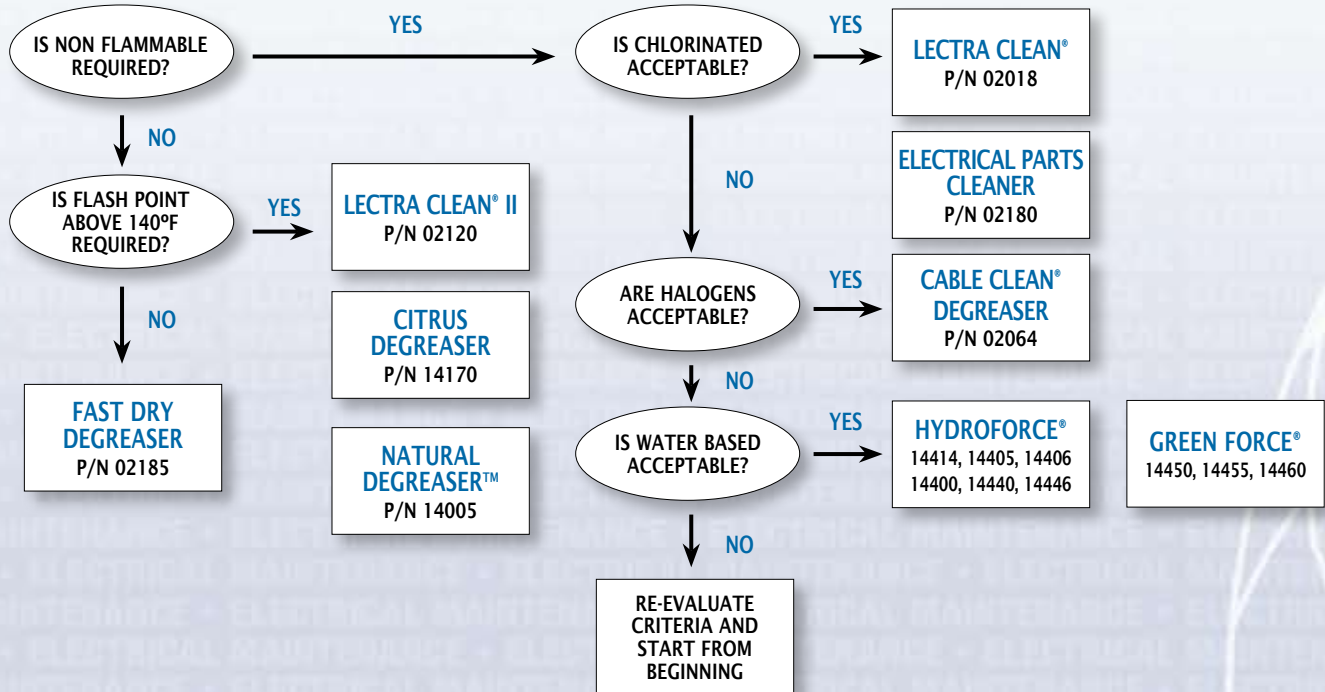 IS NON FLAMMABLE
REQUIRED?
YES
IS CHLORINATED
ACCEPTABLE?
YES
LECTRA CLEAN®
P/N 02018
NO
ELECTRICAL PARTS
CLEANER
P/N 02180
IS FLASH POINT
ABOVE 140ºF
REQUIRED?
YES
LECTRA CLEAN® II
P/N 02120
NO
ARE HALOGENS
ACCEPTABLE?
YES
CABLE CLEAN®
DEGREASER
P/N 02064
NO
CITRUS
DEGREASER
P/N 14170
NO
FAST DRY
DEGREASER
P/N 02185
NATURAL
DEGREASER™
P/N 14005
IS WATER BASED
ACCEPTABLE?
YES
HYDROFORCE®
14414, 14405, 14406
14400, 14440, 14446
GREEN FORCE®
14450, 14455, 14460
NO
RE-EVALUATE
CRITERIA AND
START FROM
BEGINNING